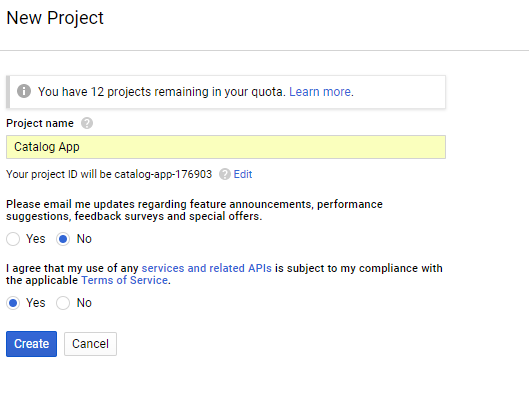 New Project
You have 12 projects remaining in your quota. Learn more.
Project name
Catalog App
Your project ID will be catalog-app-176903 Edit
Please email me updates regarding feature announcements, performance
suggestions, feedback surveys and special offers.
Yes No
I agree that my use of any services and related APIs is subject to my compliance with
the applicable Terms of Service.
Yes No
Create Cancel